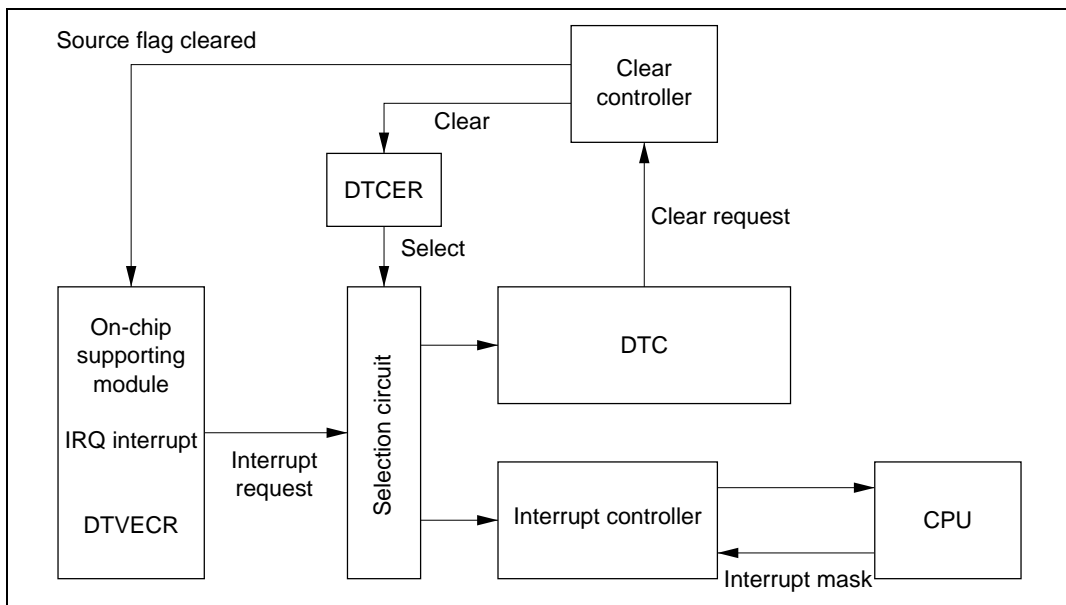 Source flag cleared
Clear
controller
Clear
DTCER
Clear request
Select
On-chip
supporting
module
IRQ interrupt
DTVECR
Interrupt
request
Selection circuit
DTC
Interrupt controller
CPU
Interrupt mask